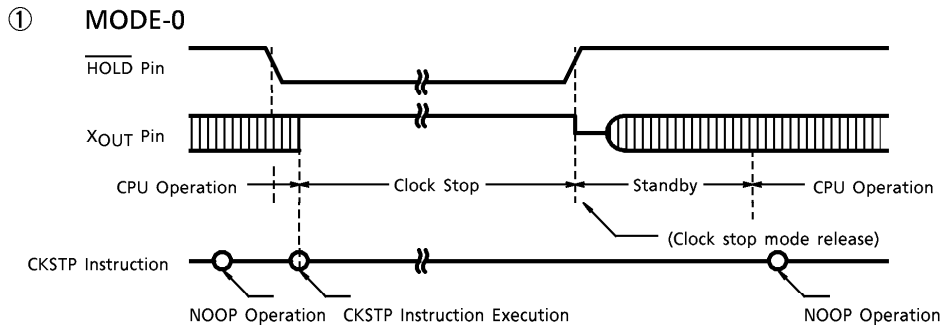 ① MODE-0
HOLD Pin
XOUT Pin
CPU Operation Clock Stop Standby CPU Operation
(Clock stop mode release)
CKSTP Instruction
NOOP Operation CKSTP Instruction Execution NOOP Operation